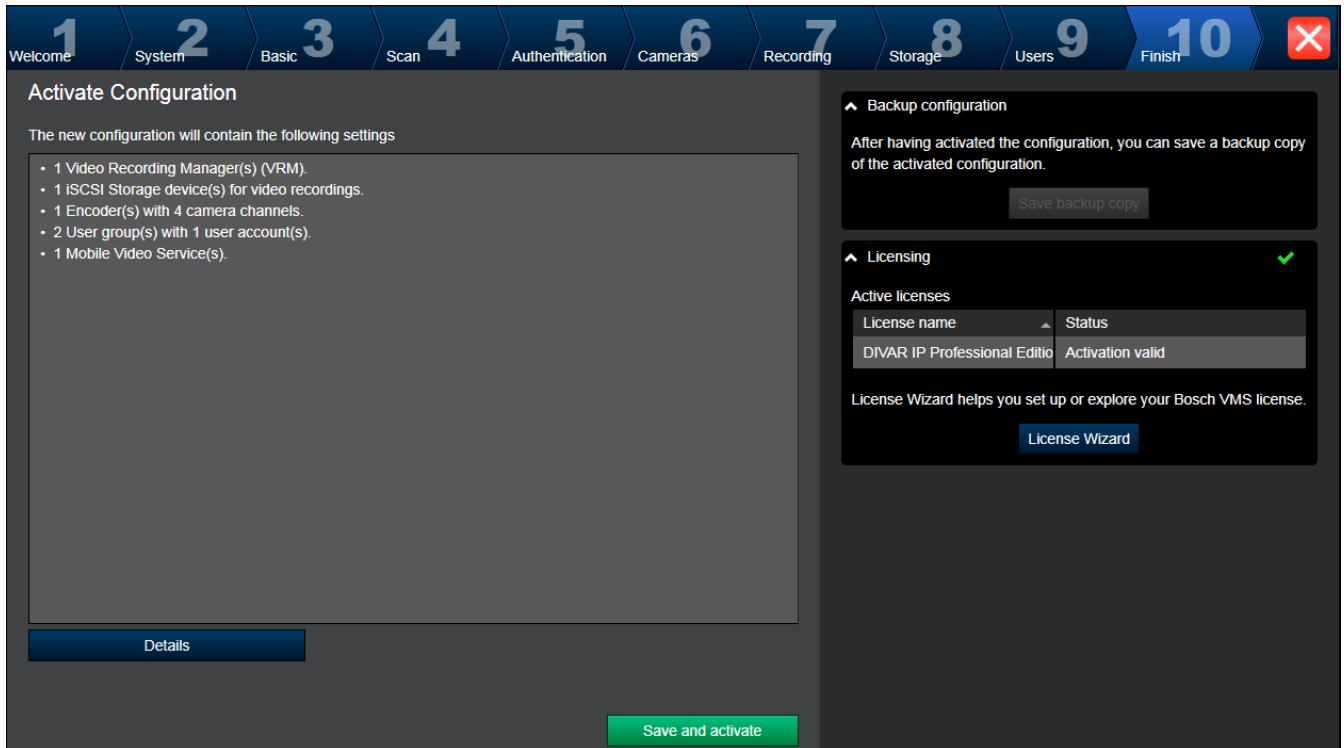 1 Welcome
2 System
3 Basic
4 Scan
5 Authentication
6 Cameras
7 Recording
8 Storage
9 Users
10 Finish
Activate Configuration
The new configuration will contain the following settings
• 1 Video Recording Manager(s) (VRM).
• 1 iSCSI Storage device(s) for video recordings.
• 1 Encoder(s) with 4 camera channels.
• 2 User group(s) with 1 user account(s).
• 1 Mobile Video Service(s).
Details
Save and activate
Backup configuration
After having activated the configuration, you can save a backup copy
of the activated configuration.
Save backup copy
Licensing
Active licenses
License name Status
DIVAR IP Professional Editio Activation valid
License Wizard helps you set up or explore your Bosch VMS license.
License Wizard